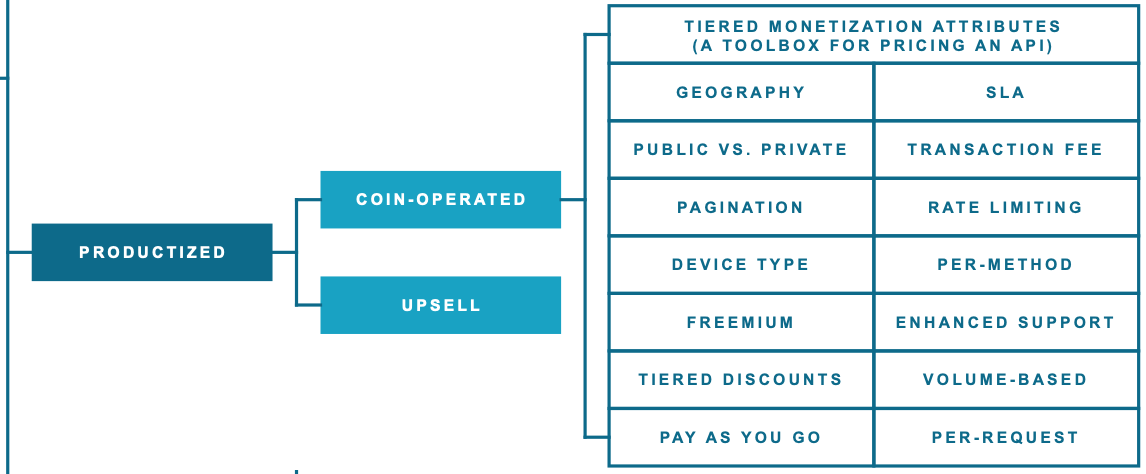 TIERED MONETIZATION ATTRIBUTES
(A TOOLBOX FOR PRICING AN API)
GEOGRAPHY
SLA
PUBLIC VS. PRIVATE
TRANSACTION FEE
COIN-OPERATED
PAGINATION
RATE LIMITING
PRODUCTIZED
DEVICE TYPE
PER-METHOD
UPSELL
FREEMIUM
ENHANCED SUPPORT
TIERED DISCOUNTS
VOLUME-BASED
PAY AS YOU GO
PER-REQUEST